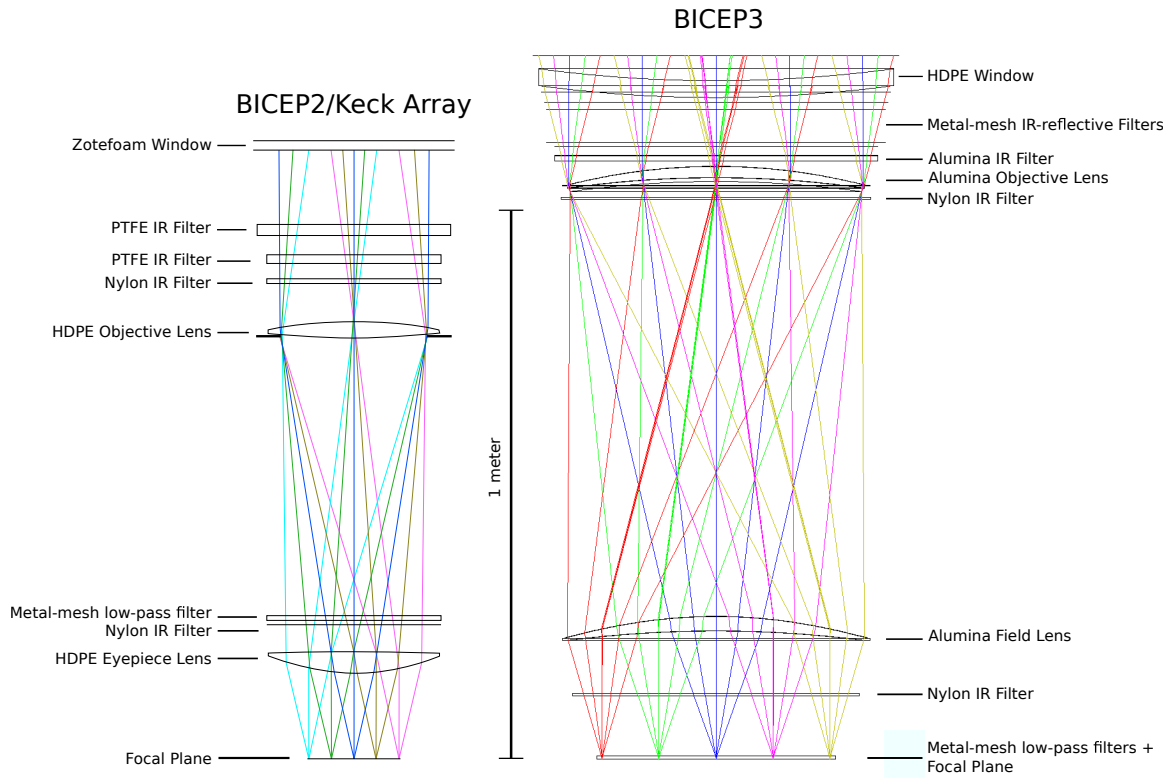 BICEP3
BICEP2/Keck Array
Zotefoam Window
PTFE IR Filter
PTFE IR Filter
Nylon IR Filter
HDPE Objective Lens
Metal-mesh low-pass filter
Nylon IR Filter
HDPE Eyepiece Lens
Focal Plane
1 meter
HDPE Window
Metal-mesh IR-reflective Filters
Alumina IR Filter
Alumina Objective Lens
Nylon IR Filter
Alumina Field Lens
Nylon IR Filter
Metal-mesh low-pass filters +
Focal Plane